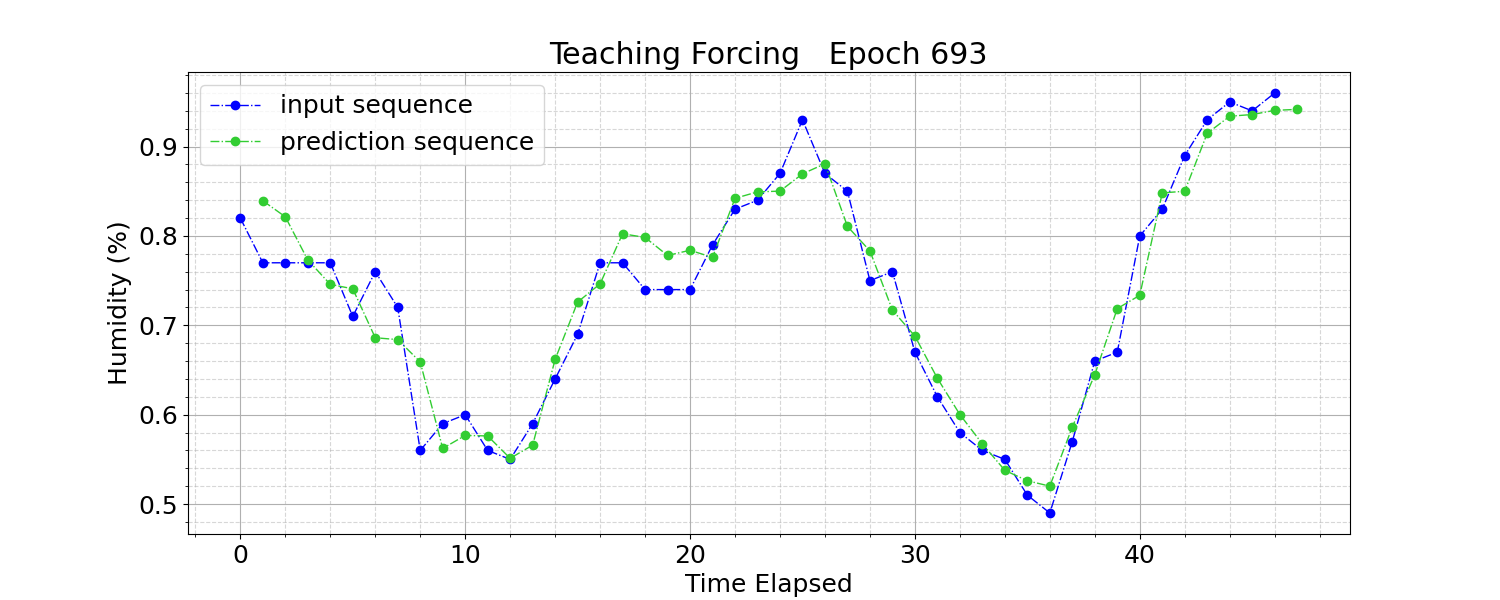 Teaching Forcing   Epoch 693
input sequence
prediction sequence
Humidity (%)
0.9
0.8
0.7
0.6
0.5
0 10 20 30 40
Time Elapsed